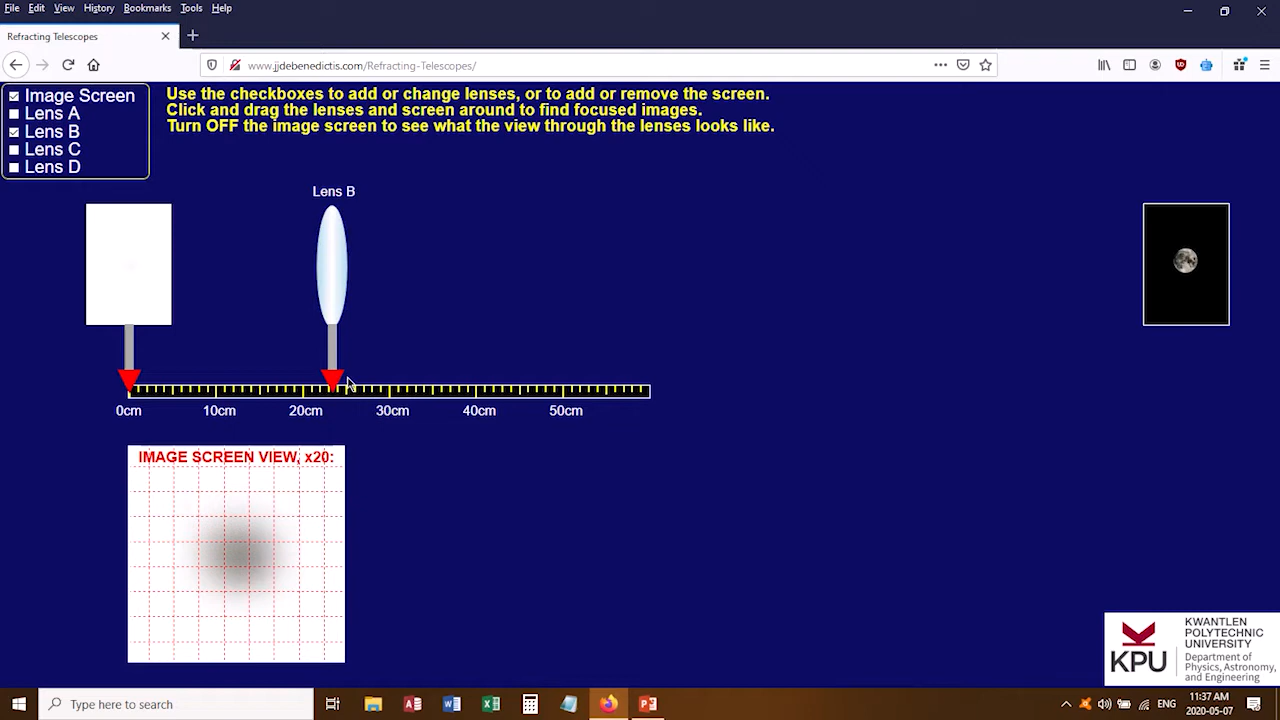 File Edit View History Bookmarks Tools Help
Refracting Telescopes
www.jjdebenedictis.com/Refracting-Telescopes/
Image Screen
Lens A
Lens B
Lens C
Lens D
Use the checkboxes to add or change lenses, or to add or remove the screen.
Click and drag the lenses and screen around to find focused images.
Turn OFF the image screen to see what the view through the lenses looks like.
Lens B
0cm 10cm 20cm 30cm 40cm 50cm
IMAGE SCREEN VIEW, x20:
KPU
KWANTLEN
POLYTECHNIC
UNIVERSITY
Department of
Physics, Astronomy,
and Engineering
Type here to search
ENG
11:37 AM
2020-05-07